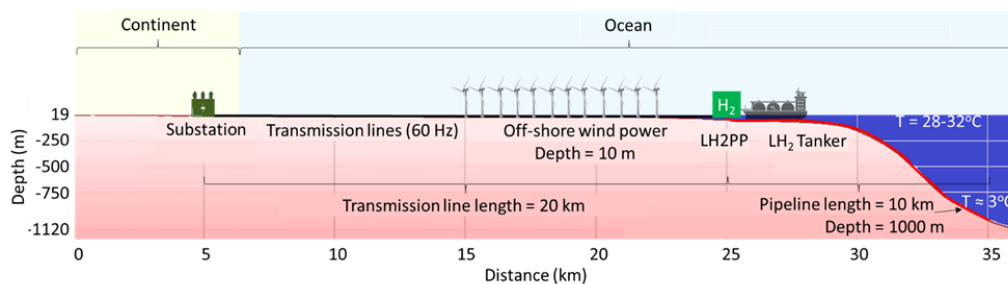 Continent
Ocean
H₂
19
Substation
Transmission lines (60 Hz)
Off-shore wind power
Depth = 10 m
LH2PP
LH₂ Tanker
T = 28-32°C
-250
-500
-750
-1120
Depth (m)
Transmission line length = 20 km
Pipeline length = 10 km
Depth = 1000 m
T ≈ 3°C
0 5 10 15 20 25 30 35
Distance (km)